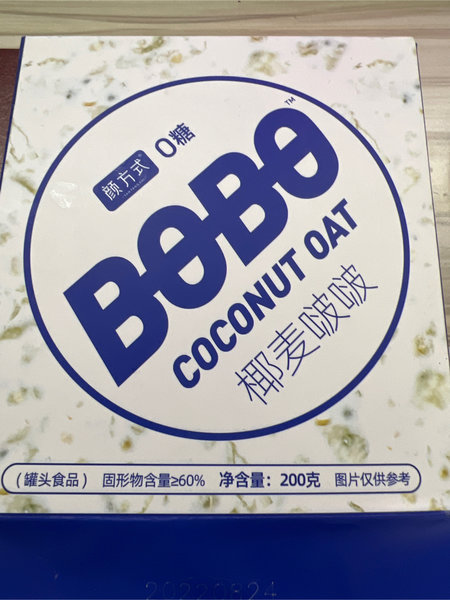 颜方式 0糖
BOBO™
COCONUT OAT
椰麦啵啵
(罐头食品) 固形物含量≥60% 净含量：200克 图片仅供参考
20220824